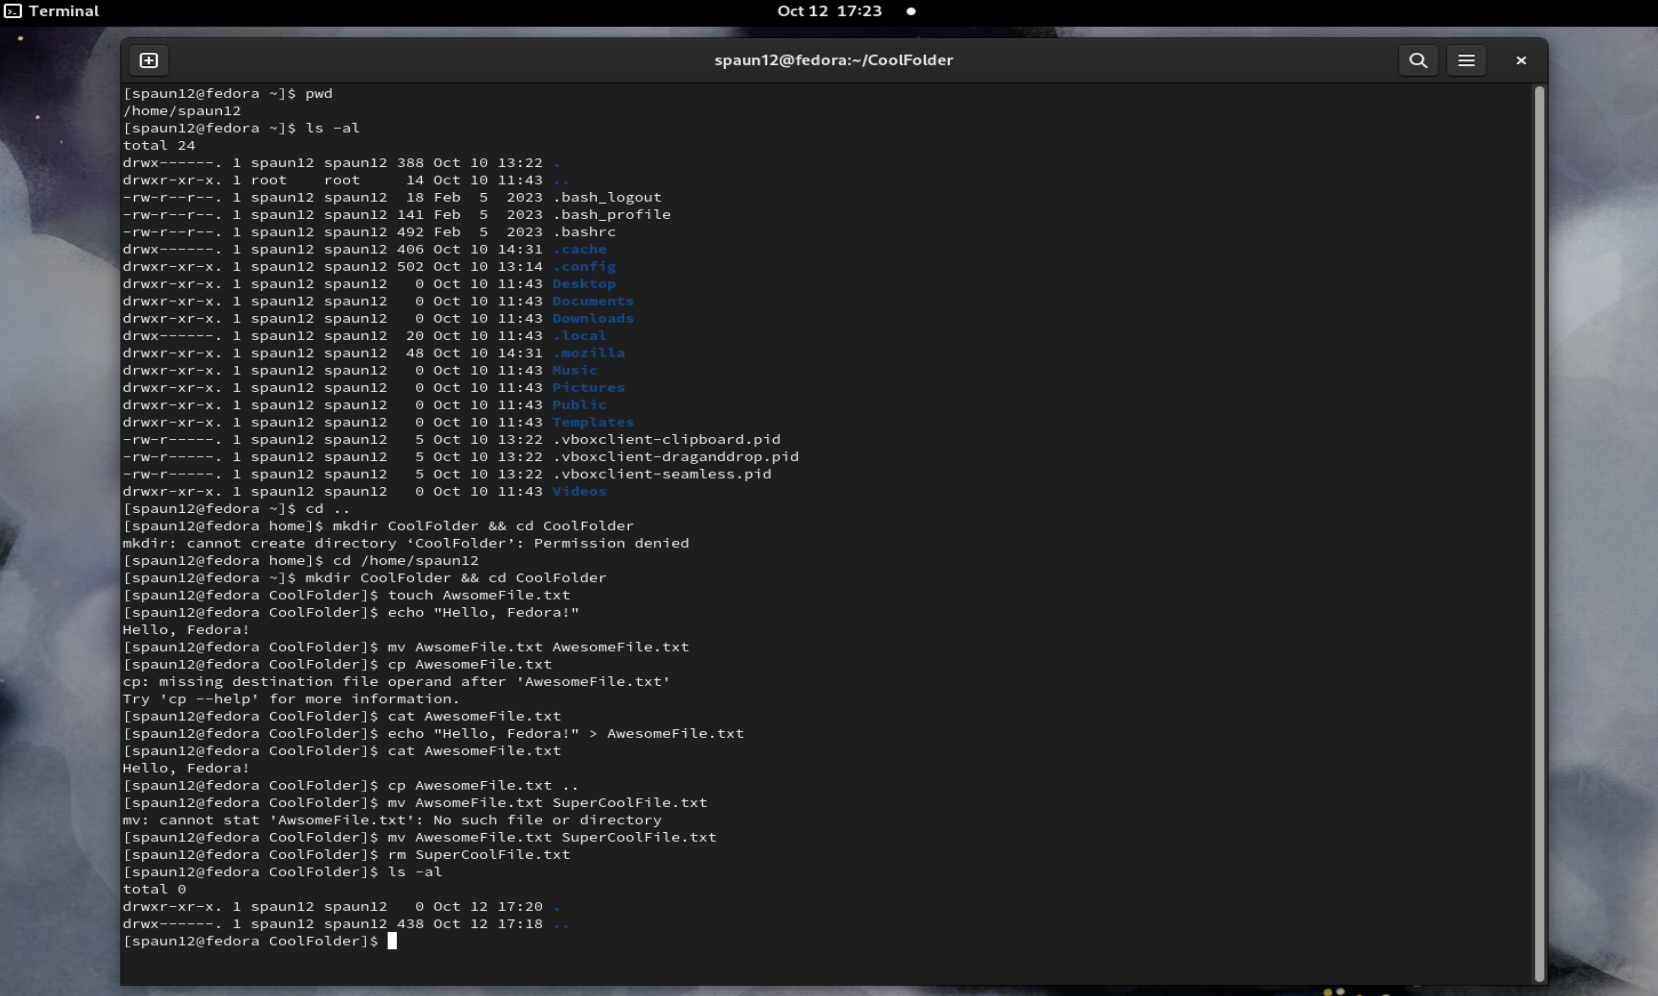 Terminal
Oct 12 17:23
spaun12@fedora:~/CoolFolder
[spaun12@fedora ~]$ pwd
/home/spaun12
[spaun12@fedora ~]$ ls -al
total 24
drwx------. 1 spaun12 spaun12 388 Oct 10 13:22 .
drwxr-xr-x. 1 root    root     14 Oct 10 11:43 ..
-rw-r--r--. 1 spaun12 spaun12  18 Feb  5  2023 .bash_logout
-rw-r--r--. 1 spaun12 spaun12 141 Feb  5  2023 .bash_profile
-rw-r--r--. 1 spaun12 spaun12 492 Feb  5  2023 .bashrc
drwx------. 1 spaun12 spaun12 406 Oct 10 14:31 .cache
drwxr-xr-x. 1 spaun12 spaun12 502 Oct 10 13:14 .config
drwxr-xr-x. 1 spaun12 spaun12   0 Oct 10 11:43 Desktop
drwxr-xr-x. 1 spaun12 spaun12   0 Oct 10 11:43 Documents
drwxr-xr-x. 1 spaun12 spaun12   0 Oct 10 11:43 Downloads
drwx------. 1 spaun12 spaun12  20 Oct 10 11:43 .local
drwxr-xr-x. 1 spaun12 spaun12  48 Oct 10 14:31 .mozilla
drwxr-xr-x. 1 spaun12 spaun12   0 Oct 10 11:43 Music
drwxr-xr-x. 1 spaun12 spaun12   0 Oct 10 11:43 Pictures
drwxr-xr-x. 1 spaun12 spaun12   0 Oct 10 11:43 Public
drwxr-xr-x. 1 spaun12 spaun12   0 Oct 10 11:43 Templates
-rw-r-----. 1 spaun12 spaun12   5 Oct 10 13:22 .vboxclient-clipboard.pid
-rw-r-----. 1 spaun12 spaun12   5 Oct 10 13:22 .vboxclient-draganddrop.pid
-rw-r-----. 1 spaun12 spaun12   5 Oct 10 13:22 .vboxclient-seamless.pid
drwxr-xr-x. 1 spaun12 spaun12   0 Oct 10 11:43 Videos
[spaun12@fedora ~]$ cd ..
[spaun12@fedora home]$ mkdir CoolFolder && cd CoolFolder
mkdir: cannot create directory ‘CoolFolder’: Permission denied
[spaun12@fedora home]$ cd /home/spaun12
[spaun12@fedora ~]$ mkdir CoolFolder && cd CoolFolder
[spaun12@fedora CoolFolder]$ touch AwsomeFile.txt
[spaun12@fedora CoolFolder]$ echo "Hello, Fedora!"
Hello, Fedora!
[spaun12@fedora CoolFolder]$ mv AwsomeFile.txt AwesomeFile.txt
[spaun12@fedora CoolFolder]$ cp AwesomeFile.txt
cp: missing destination file operand after 'AwesomeFile.txt'
Try 'cp --help' for more information.
[spaun12@fedora CoolFolder]$ cat AwesomeFile.txt
[spaun12@fedora CoolFolder]$ echo "Hello, Fedora!" > AwesomeFile.txt
[spaun12@fedora CoolFolder]$ cat AwesomeFile.txt
Hello, Fedora!
[spaun12@fedora CoolFolder]$ cp AwesomeFile.txt ..
[spaun12@fedora CoolFolder]$ mv AwsomeFile.txt SuperCoolFile.txt
mv: cannot stat 'AwsomeFile.txt': No such file or directory
[spaun12@fedora CoolFolder]$ mv AwesomeFile.txt SuperCoolFile.txt
[spaun12@fedora CoolFolder]$ rm SuperCoolFile.txt
[spaun12@fedora CoolFolder]$ ls -al
total 0
drwxr-xr-x. 1 spaun12 spaun12   0 Oct 12 17:20 .
drwx------. 1 spaun12 spaun12 438 Oct 12 17:18 ..
[spaun12@fedora CoolFolder]$